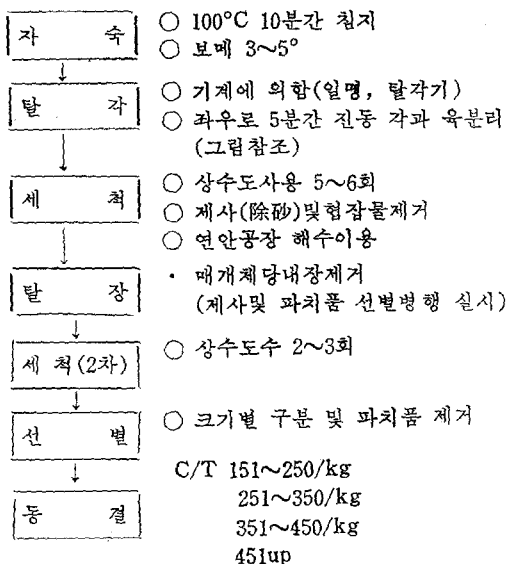 자 숙
○ 100°C 10분간 침지
○ 보메 3~5°
탈 각
○ 기계에 의함(일명, 탈각기)
○ 좌우로 5분간 진동 각과 육분리
(그림참조)
세 척
○ 상수도사용 5~6회
○ 제사(除砂)및협잡물제거
○ 연안공장 해수이용
탈 장
· 매개체당내장제거
(제사및 파치품 선별병행 실시)
세 척(2차)
○ 상수도수 2~3회
선 별
○ 크기별 구분 및 파치품 제거
C/T 151~250/kg
251~350/kg
351~450/kg
451up
동 결